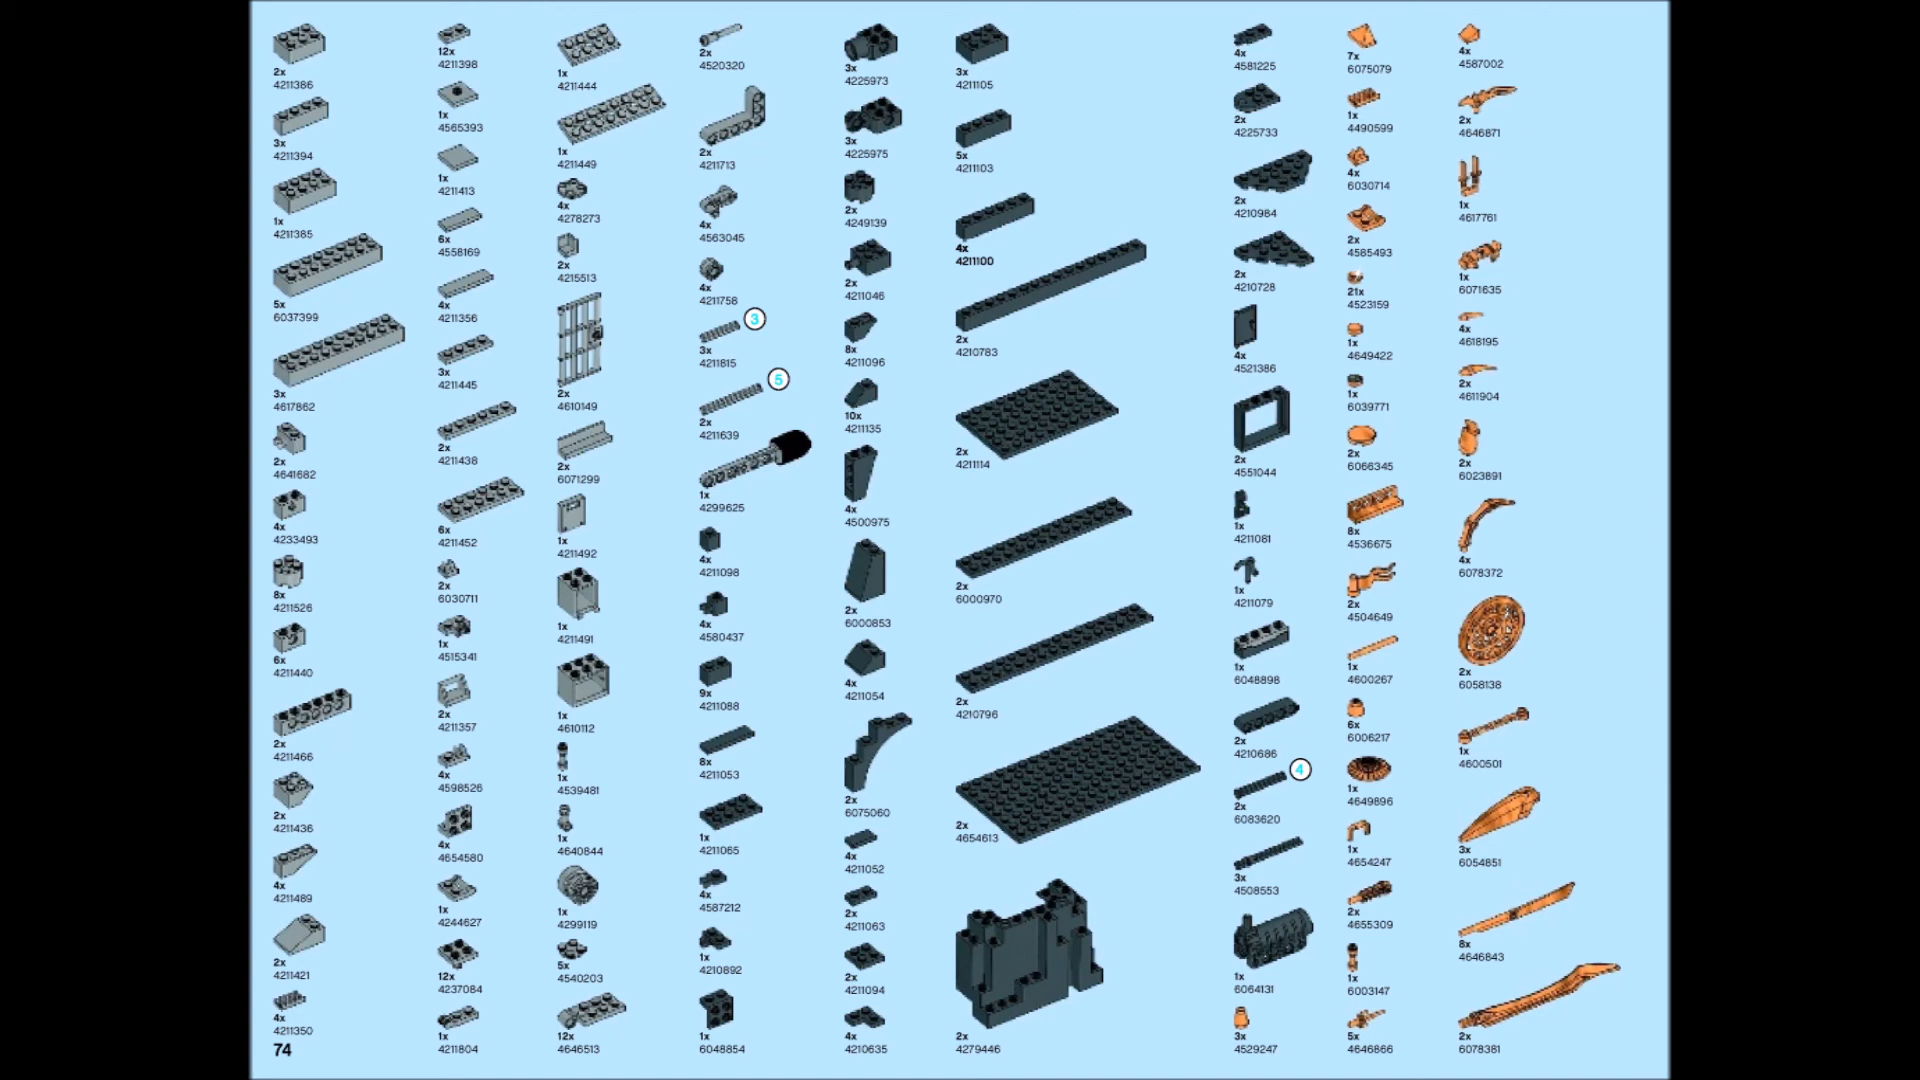 2x
4211386
3x
4211394
1x
4211385
5x
6037399
3x
4617862
2x
4641682
4x
4233493
8x
4211526
6x
4211440
2x
4211466
2x
4211436
4x
4211489
2x
4211421
4x
4211350
74
12x
4211398
1x
4565393
1x
4211413
6x
4558169
4x
4211356
3x
4211445
2x
4211438
6x
4211452
2x
6030711
1x
4515341
2x
4211357
4x
4598526
4x
4654580
1x
4244627
12x
4237084
1x
4211804
1x
4211444
1x
4211449
4x
4278273
2x
4215513
2x
4610149
2x
6071299
1x
4211492
1x
4211491
1x
4610112
1x
4539481
1x
4640844
1x
4299119
5x
4540203
12x
4646513
2x
4520320
2x
4211713
4x
4563045
4x
4211758
3
3x
4211815
5
2x
4211639
1x
4299625
4x
4211098
4x
4580437
9x
4211088
8x
4211053
1x
4211065
4x
4587212
1x
4210892
1x
6048854
3x
4225973
3x
4225975
2x
4249139
2x
4211046
8x
4211096
10x
4211135
4x
4500975
2x
6000853
4x
4211054
2x
6075060
4x
4211052
2x
4211063
2x
4211094
4x
4210635
3x
4211105
5x
4211103
4x
4211100
2x
4210783
2x
4211114
2x
6000970
2x
4210796
2x
4654613
2x
4279446
4x
4581225
2x
4225733
2x
4210984
2x
4210728
4x
4521386
2x
4551044
1x
4211081
1x
4211079
1x
6048898
2x
4210686
4
2x
6083620
3x
4508553
1x
6064131
3x
4529247
7x
6075079
1x
4490599
4x
6030714
2x
4585493
21x
4523159
1x
4649422
1x
6039771
2x
6066345
8x
4536675
2x
4504649
1x
4600267
6x
6006217
1x
4649896
1x
4654247
2x
4655309
1x
6003147
5x
4646866
4x
4587002
2x
4646871
1x
4617761
1x
6071635
4x
4618195
2x
4611904
2x
6023891
4x
6078372
2x
6058138
1x
4600501
3x
6054851
8x
4646843
2x
6078381